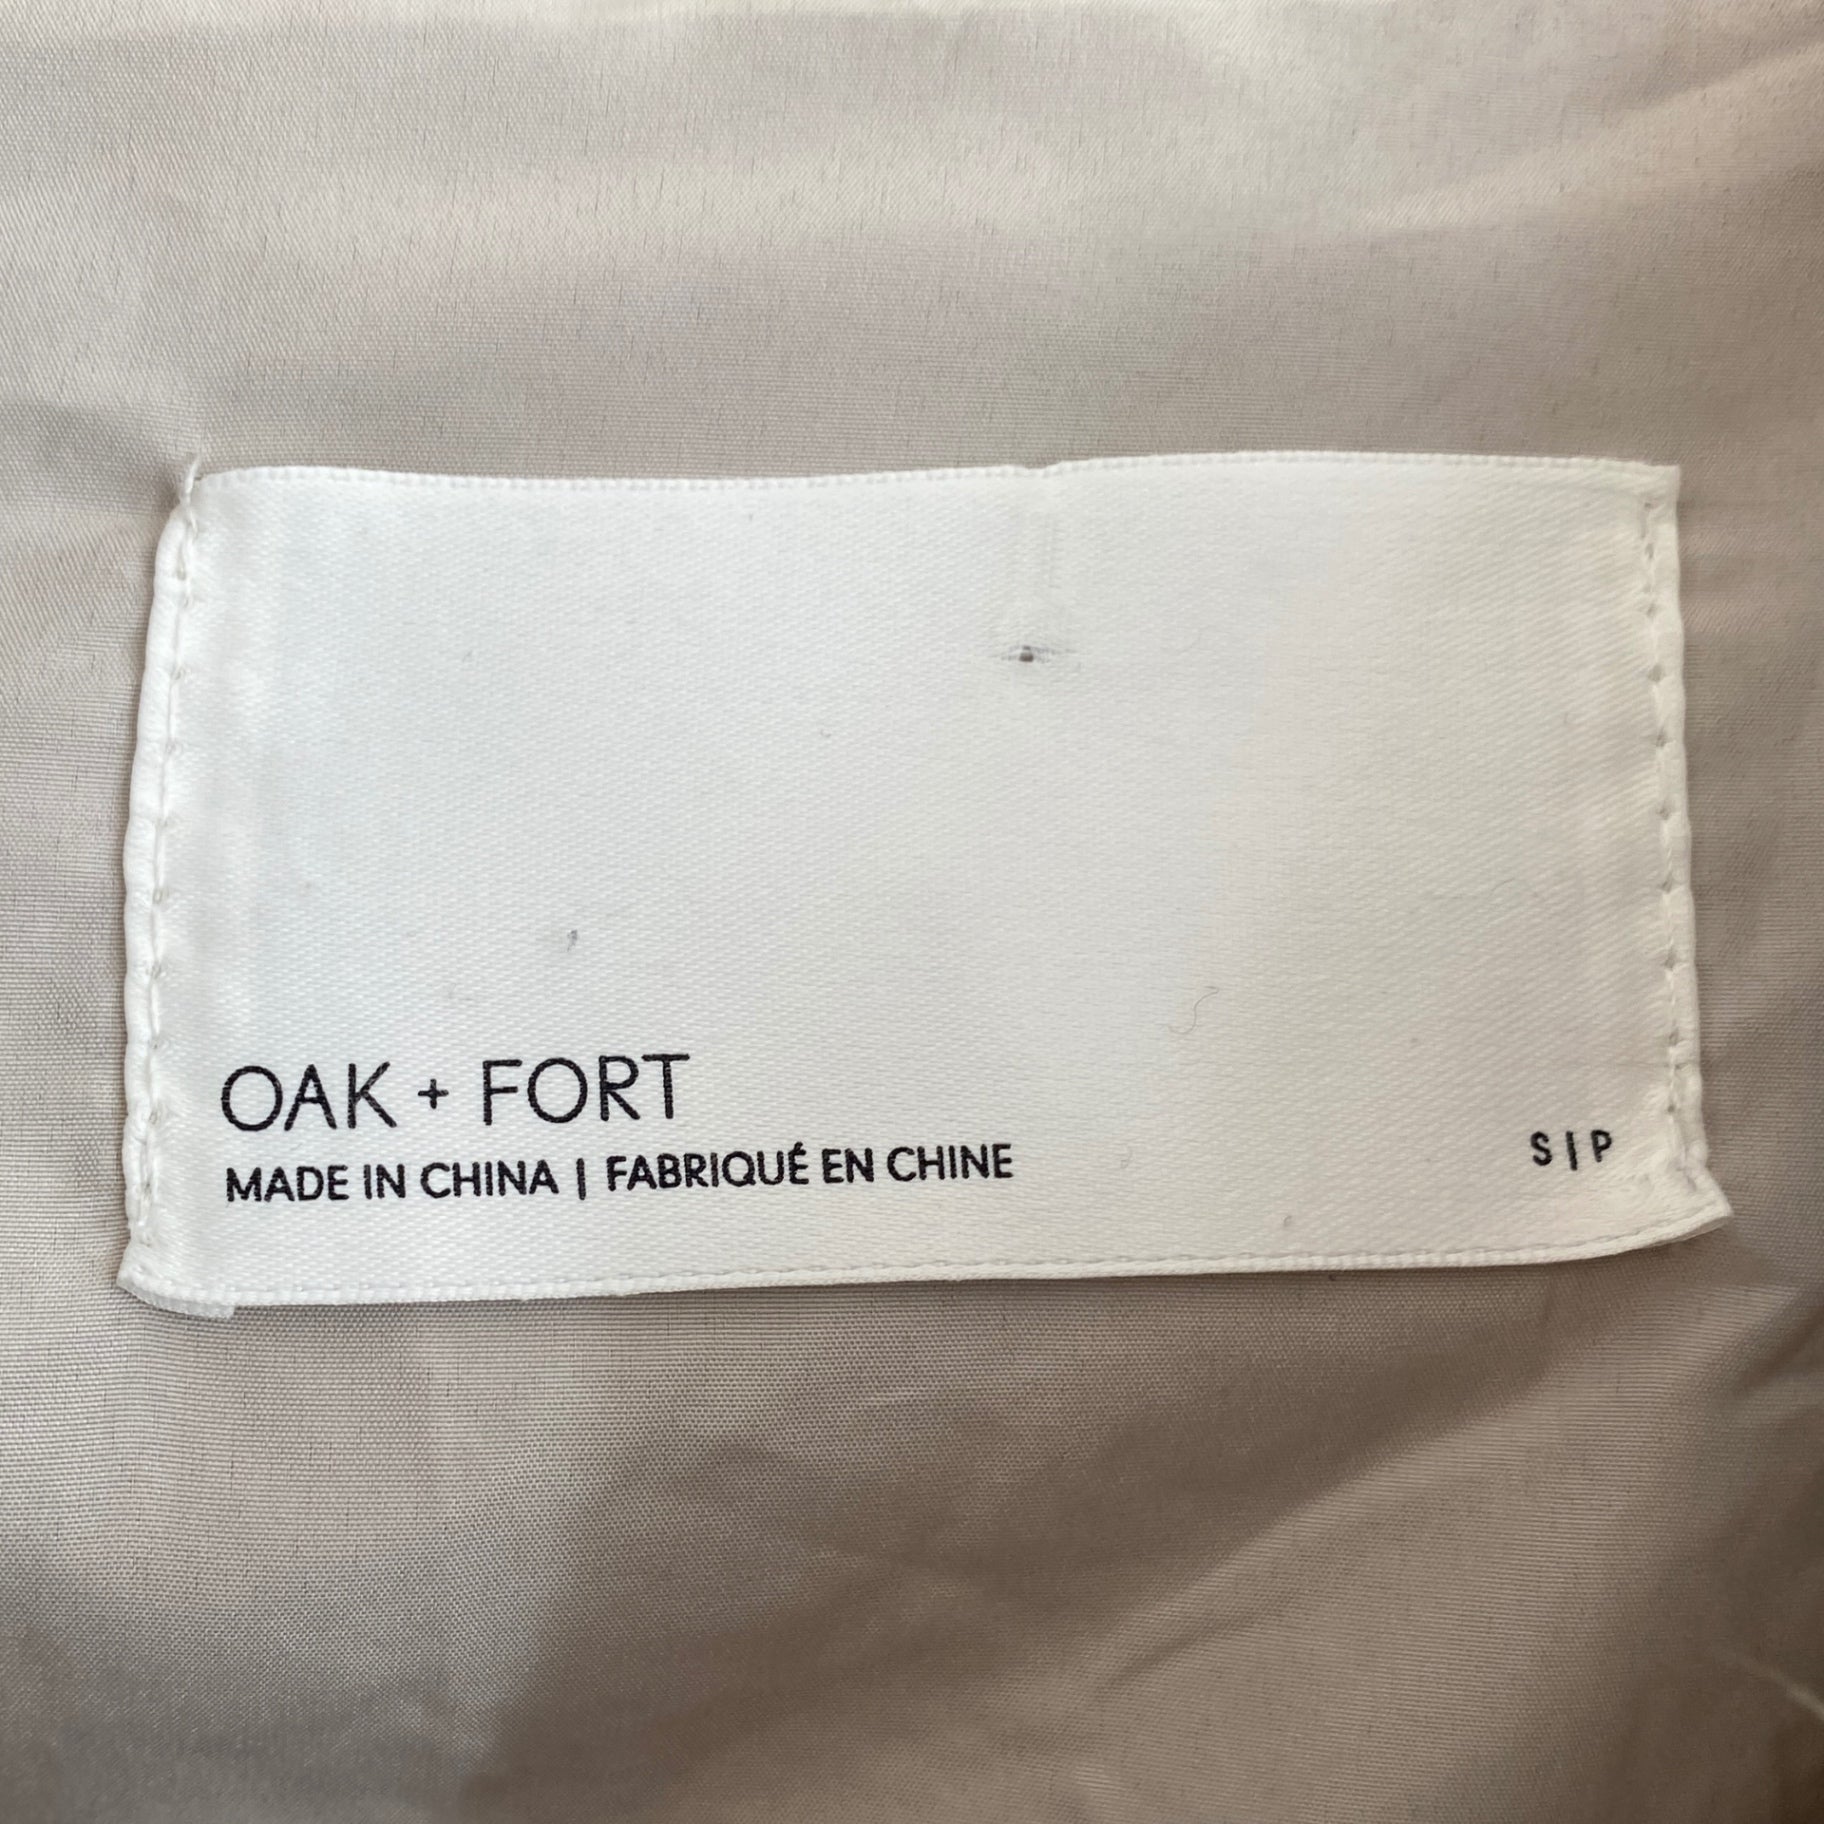 OAK + FORT
MADE IN CHINA | FABRIQUÉ EN CHINE
S | P